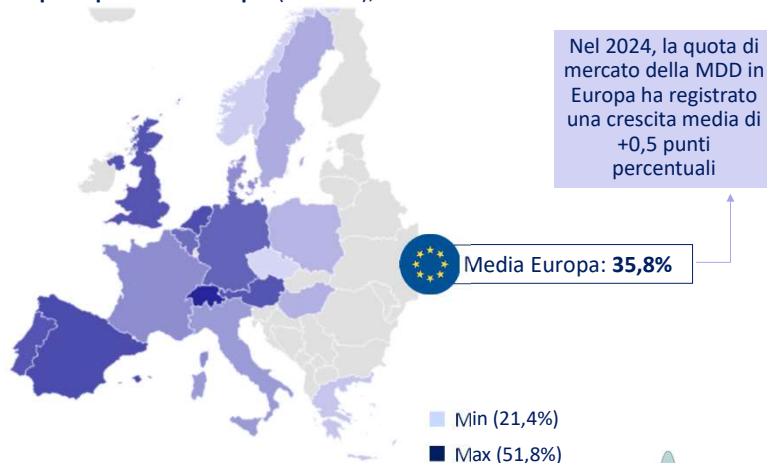 Nel 2024, la quota di
mercato della MDD in
Europa ha registrato
una crescita media di
+0,5 punti
percentuali
Media Europa: 35,8%
Min (21,4%)
Max (51,8%)